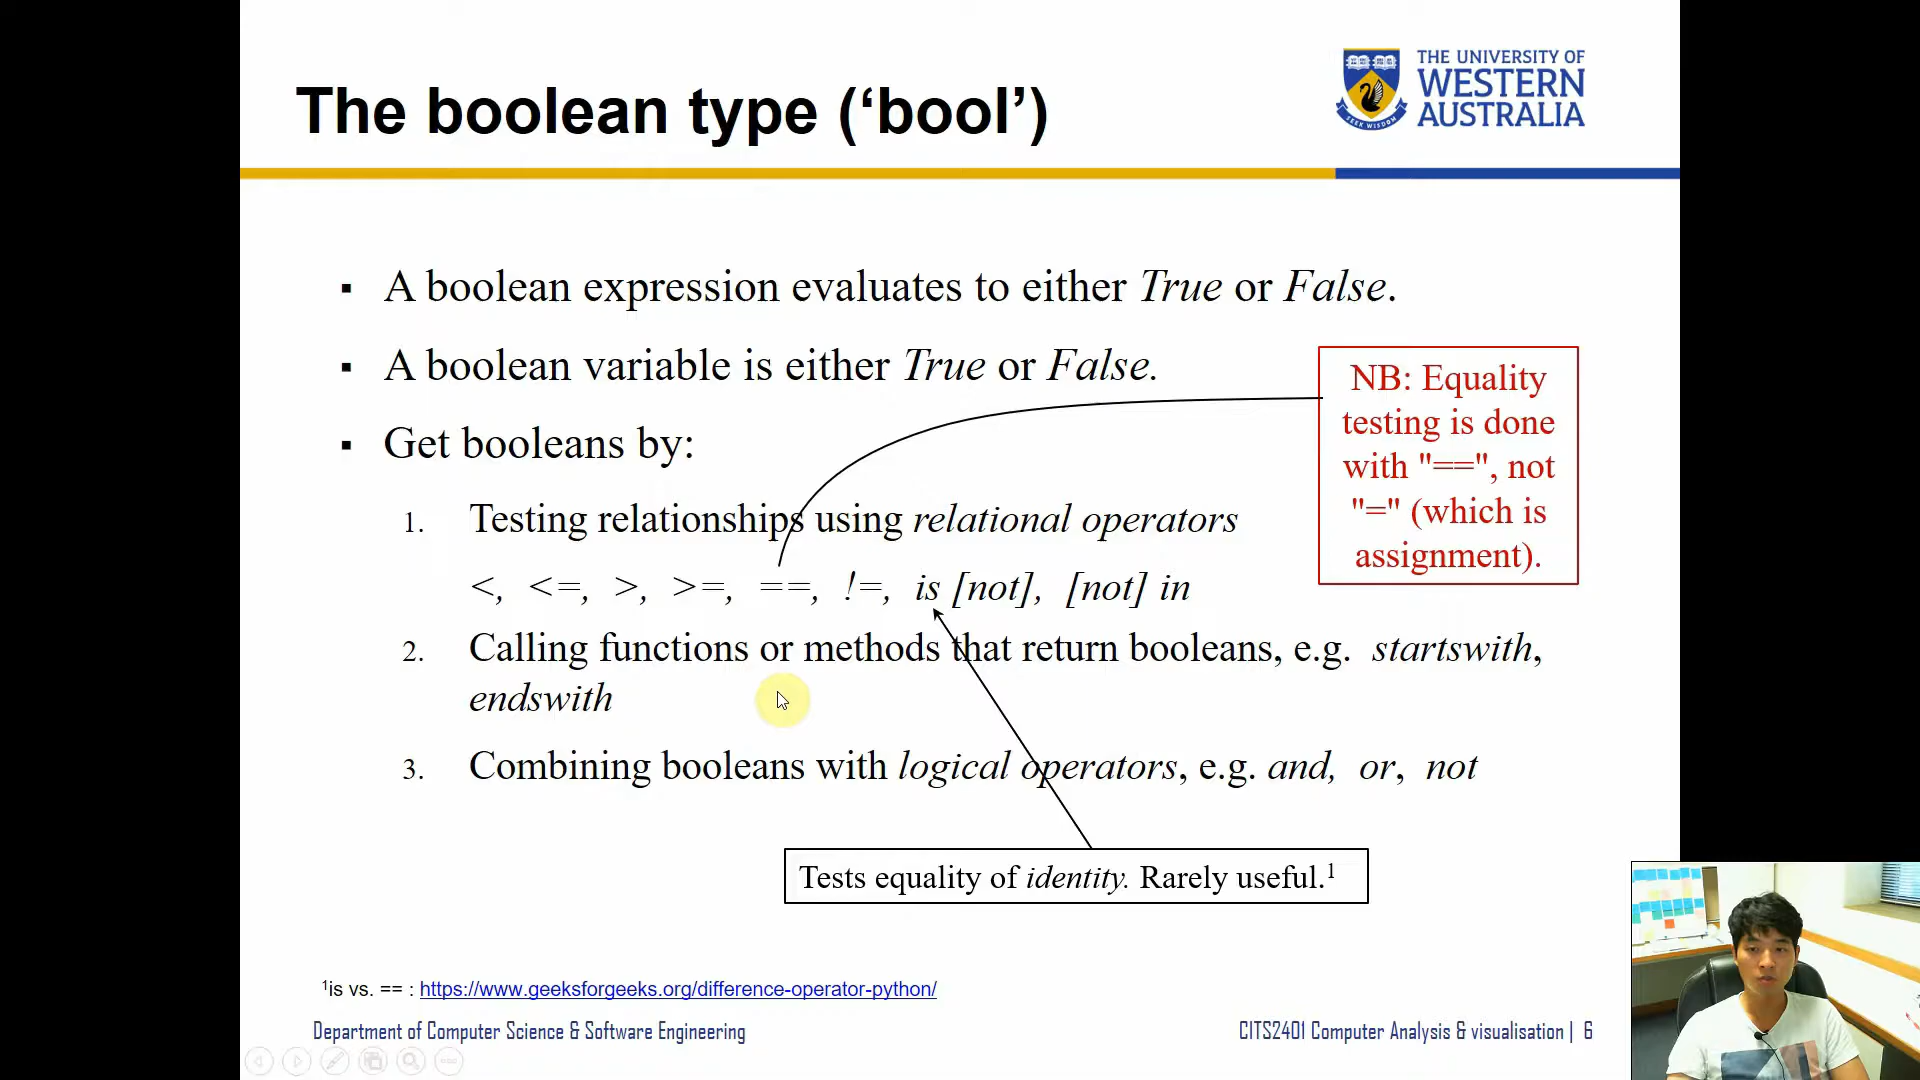 The boolean type (‘bool’)
THE UNIVERSITY OF
WESTERN
AUSTRALIA
SEEK WISDOM
▪ A boolean expression evaluates to either True or False.
▪ A boolean variable is either True or False.
▪ Get booleans by:
NB: Equality
testing is done
with "==", not
"=" (which is
assignment).
1. Testing relationships using relational operators
<, <=, >, >=, ==, !=, is [not], [not] in
2. Calling functions or methods that return booleans, e.g. startswith,
endswith
3. Combining booleans with logical operators, e.g. and, or, not
Tests equality of identity. Rarely useful.¹
¹is vs. == : https://www.geeksforgeeks.org/difference-operator-python/
Department of Computer Science & Software Engineering
CITS2401 Computer Analysis & visualisation | 6